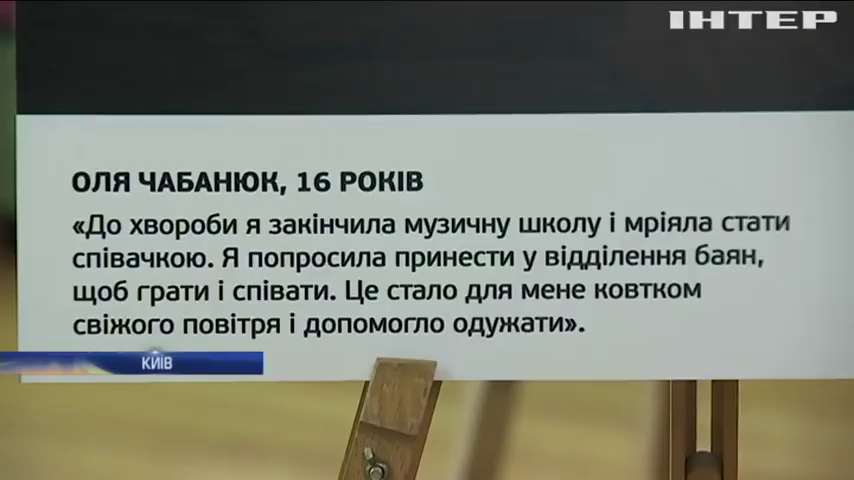 ІНТЕР
ОЛЯ ЧАБАНЮК, 16 РОКІВ
«До хвороби я закінчила музичну школу і мріяла стати
співачкою. Я попросила принести у відділення баян,
щоб грати і співати. Це стало для мене ковтком
свіжого повітря і допомогло одужати».
КИЇВ